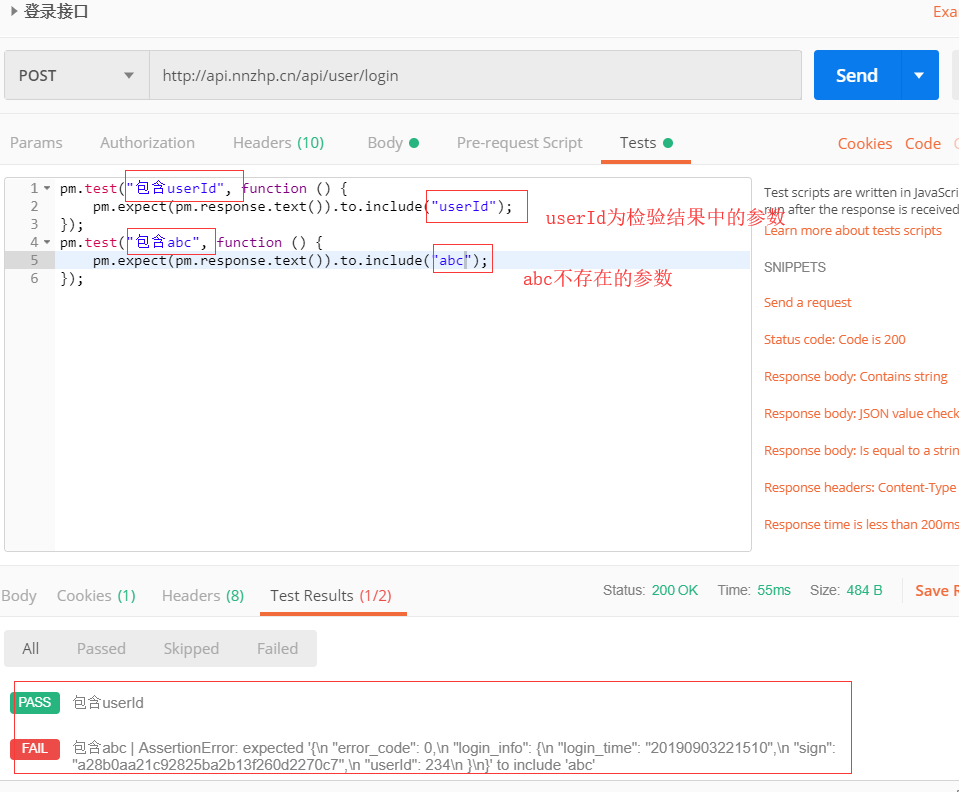 登录接口
Exa
POST
http://api.nnzhp.cn/api/user/login
Send
Params Authorization Headers (10) Body Pre-request Script Tests Cookies Code
1 pm.test("包含userId", function () {
2 pm.expect(pm.response.text()).to.include("userId");
3 });
4 pm.test("包含abc", function () {
5 pm.expect(pm.response.text()).to.include("abc");
6 });
userId为检验结果中的参数
abc不存在的参数
Test scripts are written in JavaScri
run after the response is received
Learn more about tests scripts
SNIPPETS
Send a request
Status code: Code is 200
Response body: Contains string
Response body: JSON value check
Response body: Is equal to a strin
Response headers: Content-Type
Response time is less than 200ms
Body Cookies (1) Headers (8) Test Results (1/2) Status: 200 OK Time: 55ms Size: 484 B Save R
All Passed Skipped Failed
PASS 包含userId
FAIL 包含abc | AssertionError: expected '{\n "error_code": 0,\n "login_info": {\n "login_time": "20190903221510",\n "sign":
"a28b0aa21c92825ba2b13f260d2270c7",\n "userId": 234\n }\n}' to include 'abc'